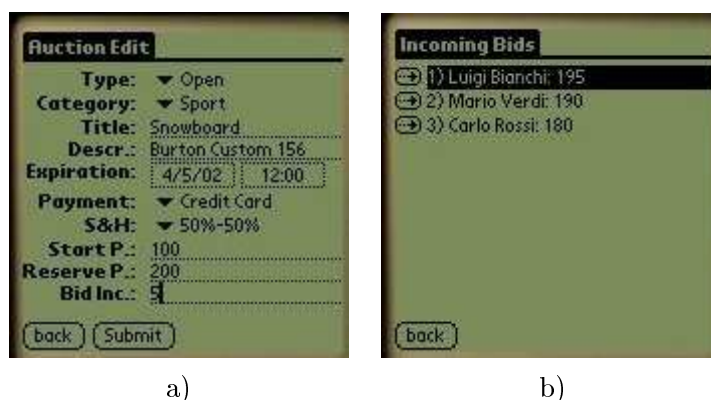 Auction Edit
Type: Open
Category: Sport
Title: Snowboard
Descr.: Burton Custom 156
Expiration: 4/5/02 12:00
Payment: Credit Card
S&H: 50%-50%
Start P.: 100
Reserve P.: 200
Bid Inc.: 5
back Submit
a)
Incoming Bids
1) Luigi Bianchi: 195
2) Mario Verdi: 190
3) Carlo Rossi: 180
back
b)